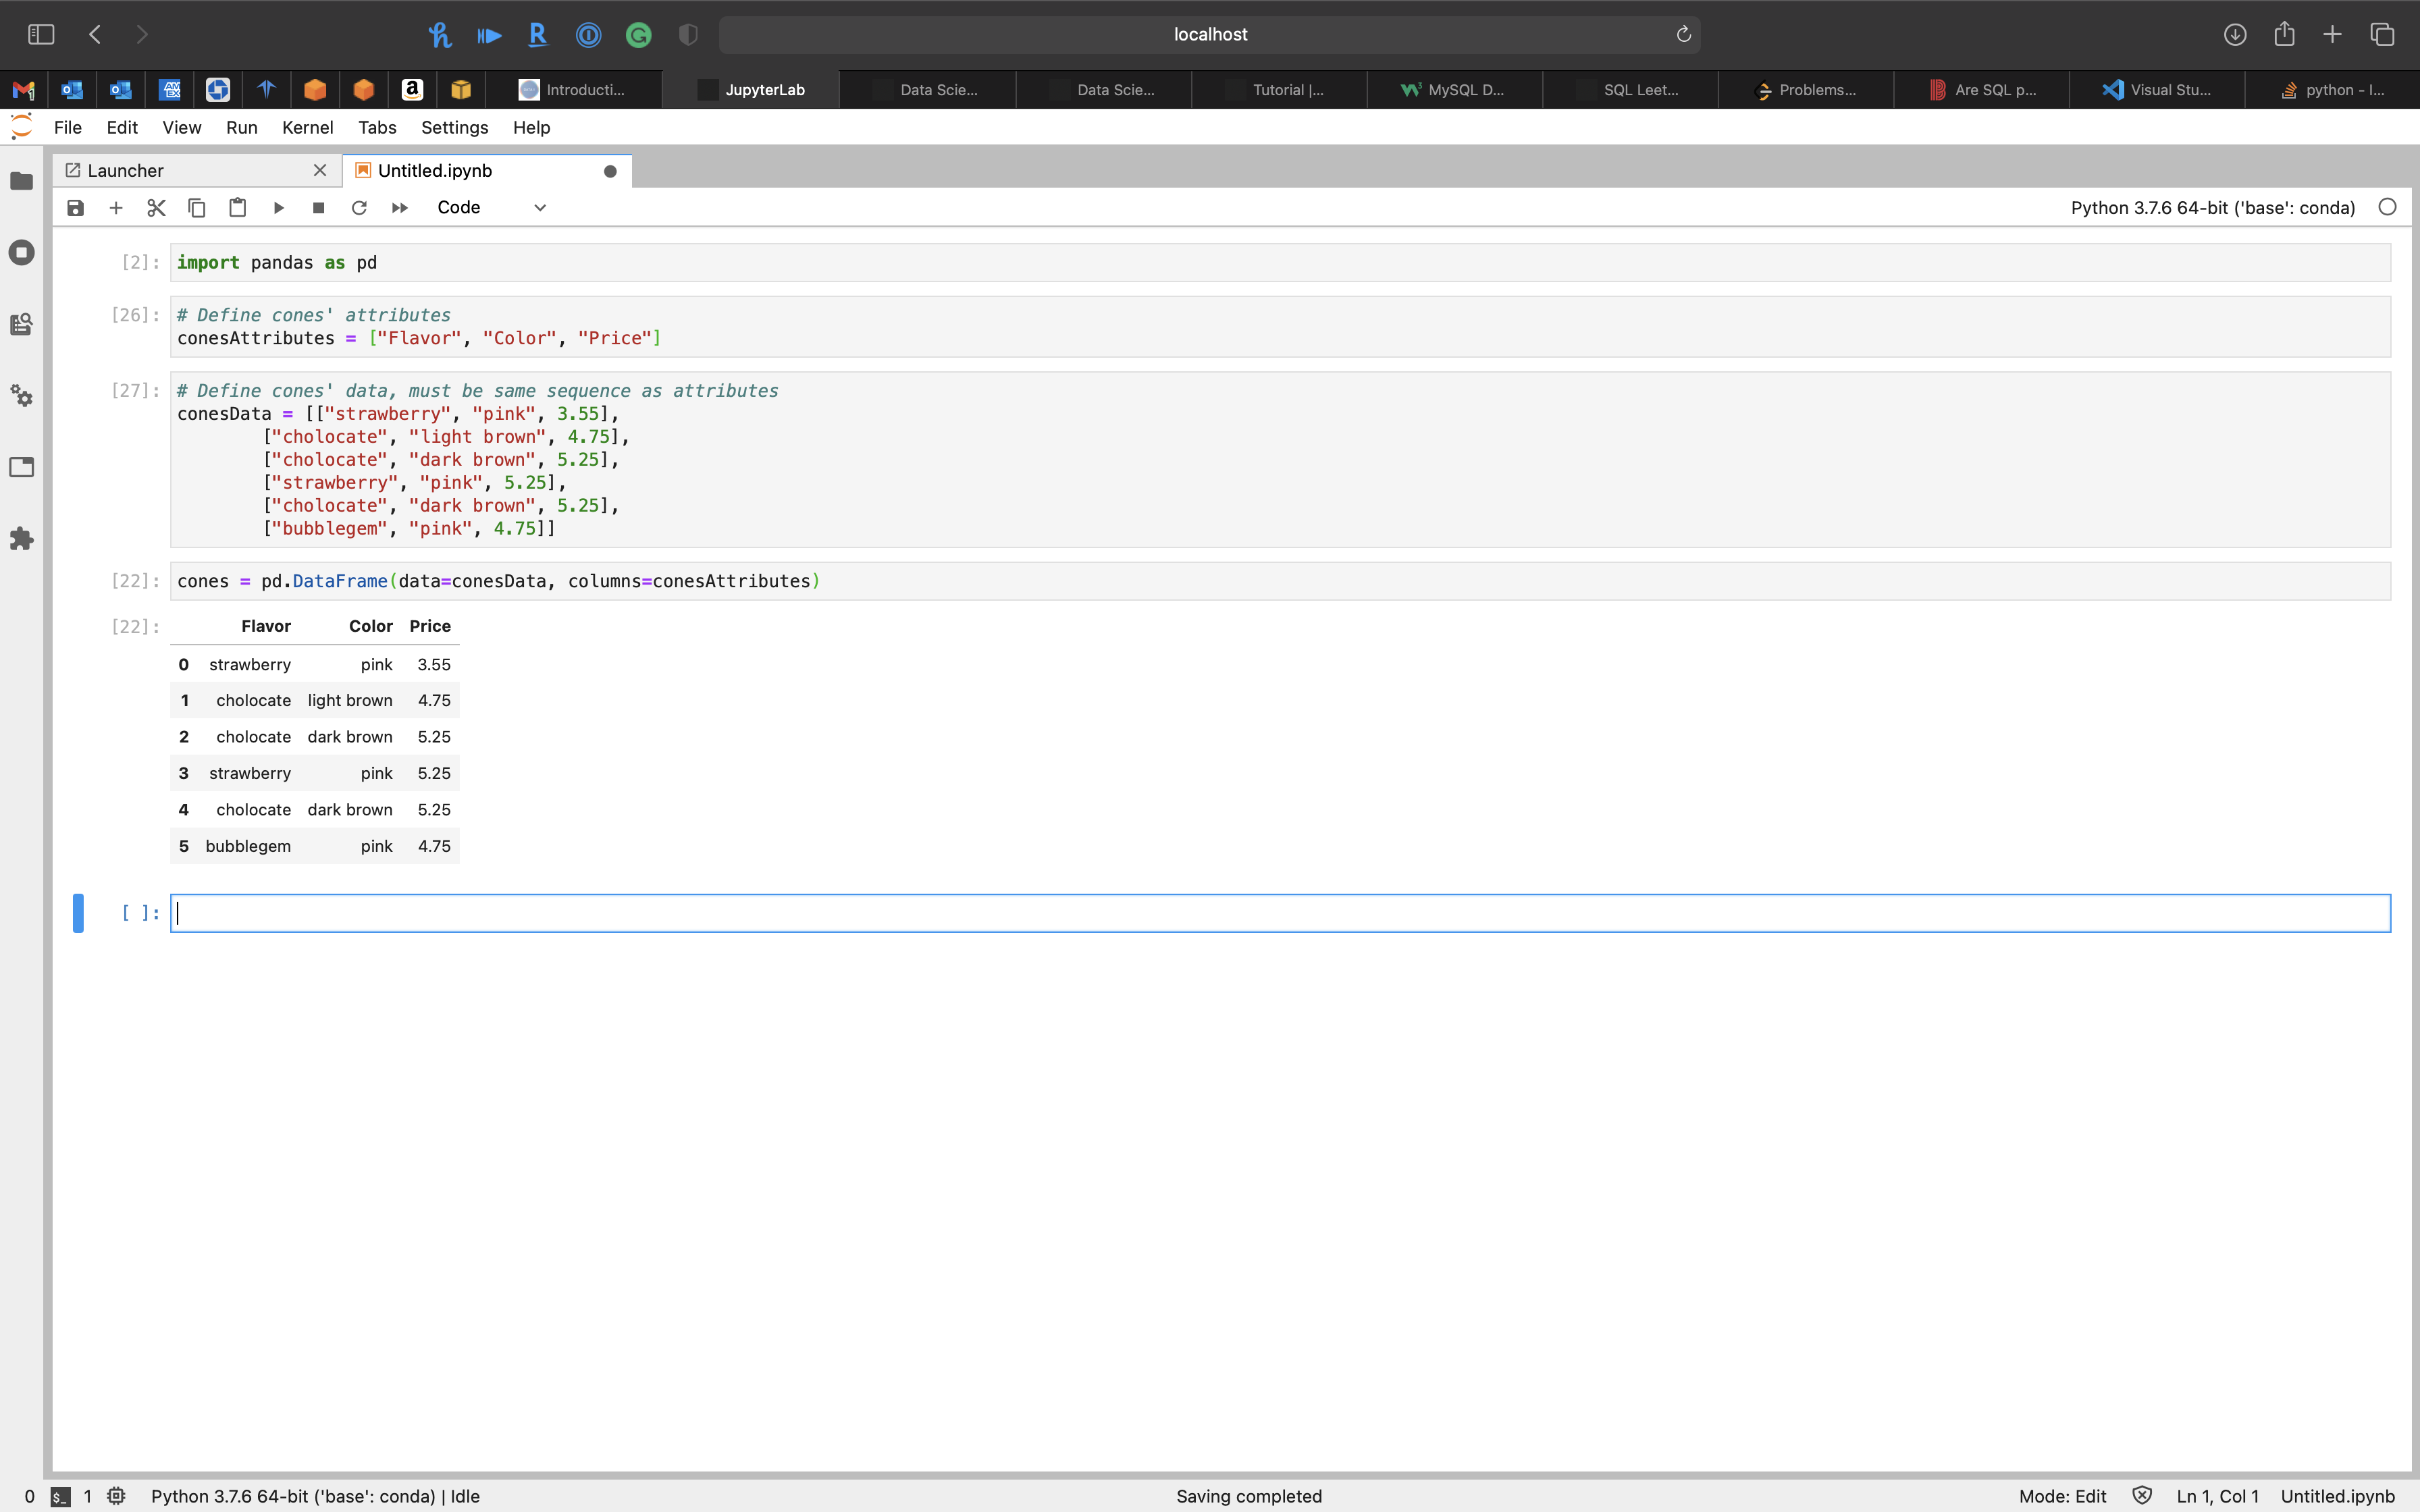 localhost
Introducti...
JupyterLab
Data Scie...
Data Scie...
Tutorial |...
MySQL D...
SQL Leet...
Problems...
Are SQL p...
Visual Stu...
python - I...
File Edit View Run Kernel Tabs Settings Help
Launcher
Untitled.ipynb
Code
Python 3.7.6 64-bit ('base': conda)
[2]: import pandas as pd
[26]: # Define cones' attributes
conesAttributes = ["Flavor", "Color", "Price"]
[27]: # Define cones' data, must be same sequence as attributes
conesData = [["strawberry", "pink", 3.55],
["cholocate", "light brown", 4.75],
["cholocate", "dark brown", 5.25],
["strawberry", "pink", 5.25],
["cholocate", "dark brown", 5.25],
["bubblegem", "pink", 4.75]]
[22]: cones = pd.DataFrame(data=conesData, columns=conesAttributes)
[22]: Flavor Color Price
0 strawberry pink 3.55
1 cholocate light brown 4.75
2 cholocate dark brown 5.25
3 strawberry pink 5.25
4 cholocate dark brown 5.25
5 bubblegem pink 4.75
[ ]:
0 $_ 1 Python 3.7.6 64-bit ('base': conda) | Idle
Saving completed
Mode: Edit
Ln 1, Col 1
Untitled.ipynb